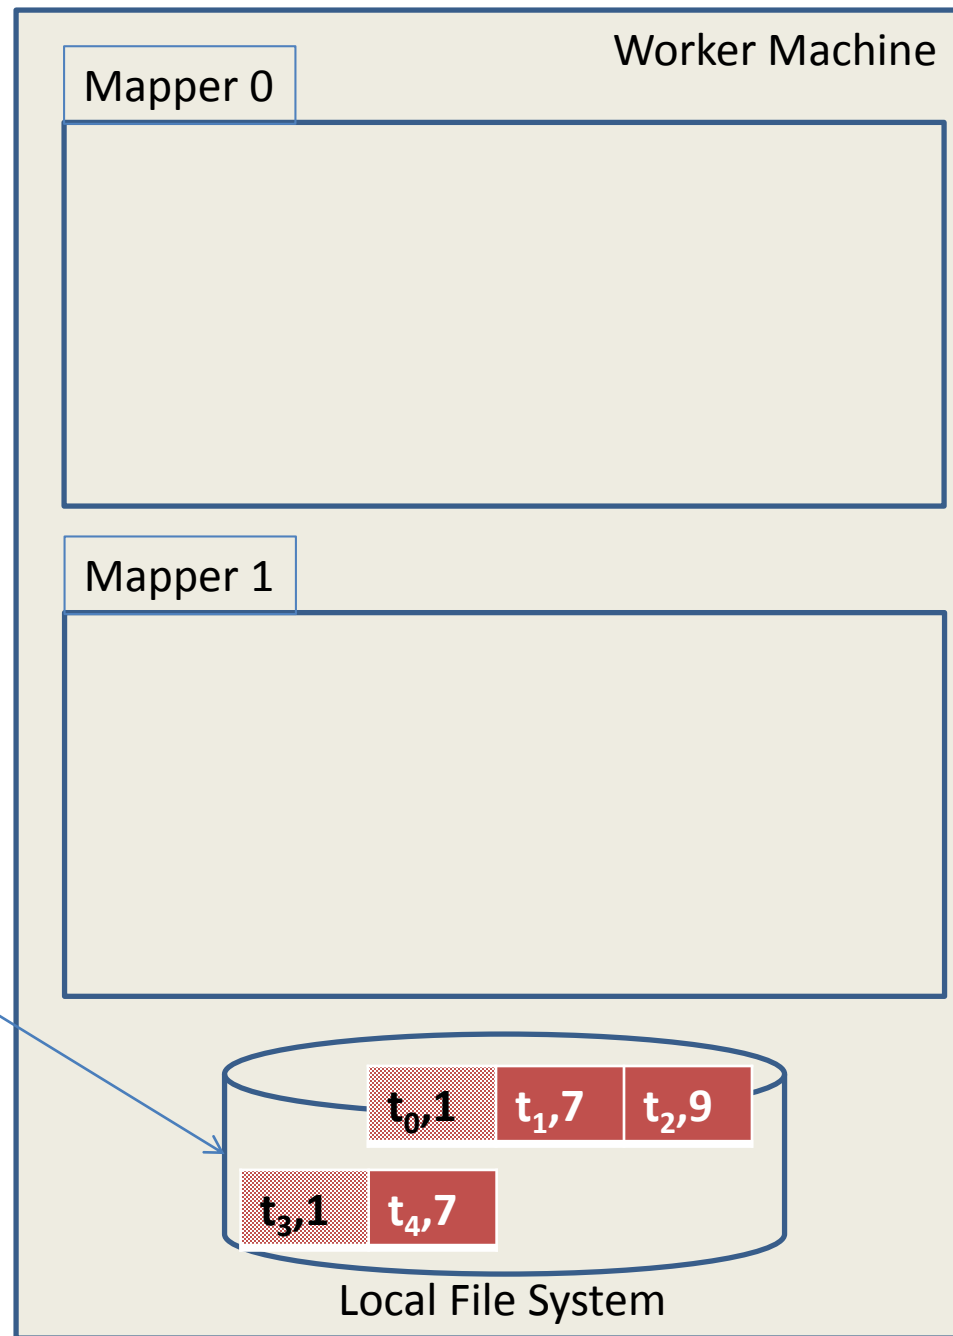 Worker Machine
Mapper 0
Mapper 1
t₀,1 t₁,7 t₂,9
t₃,1 t₄,7
Local File System